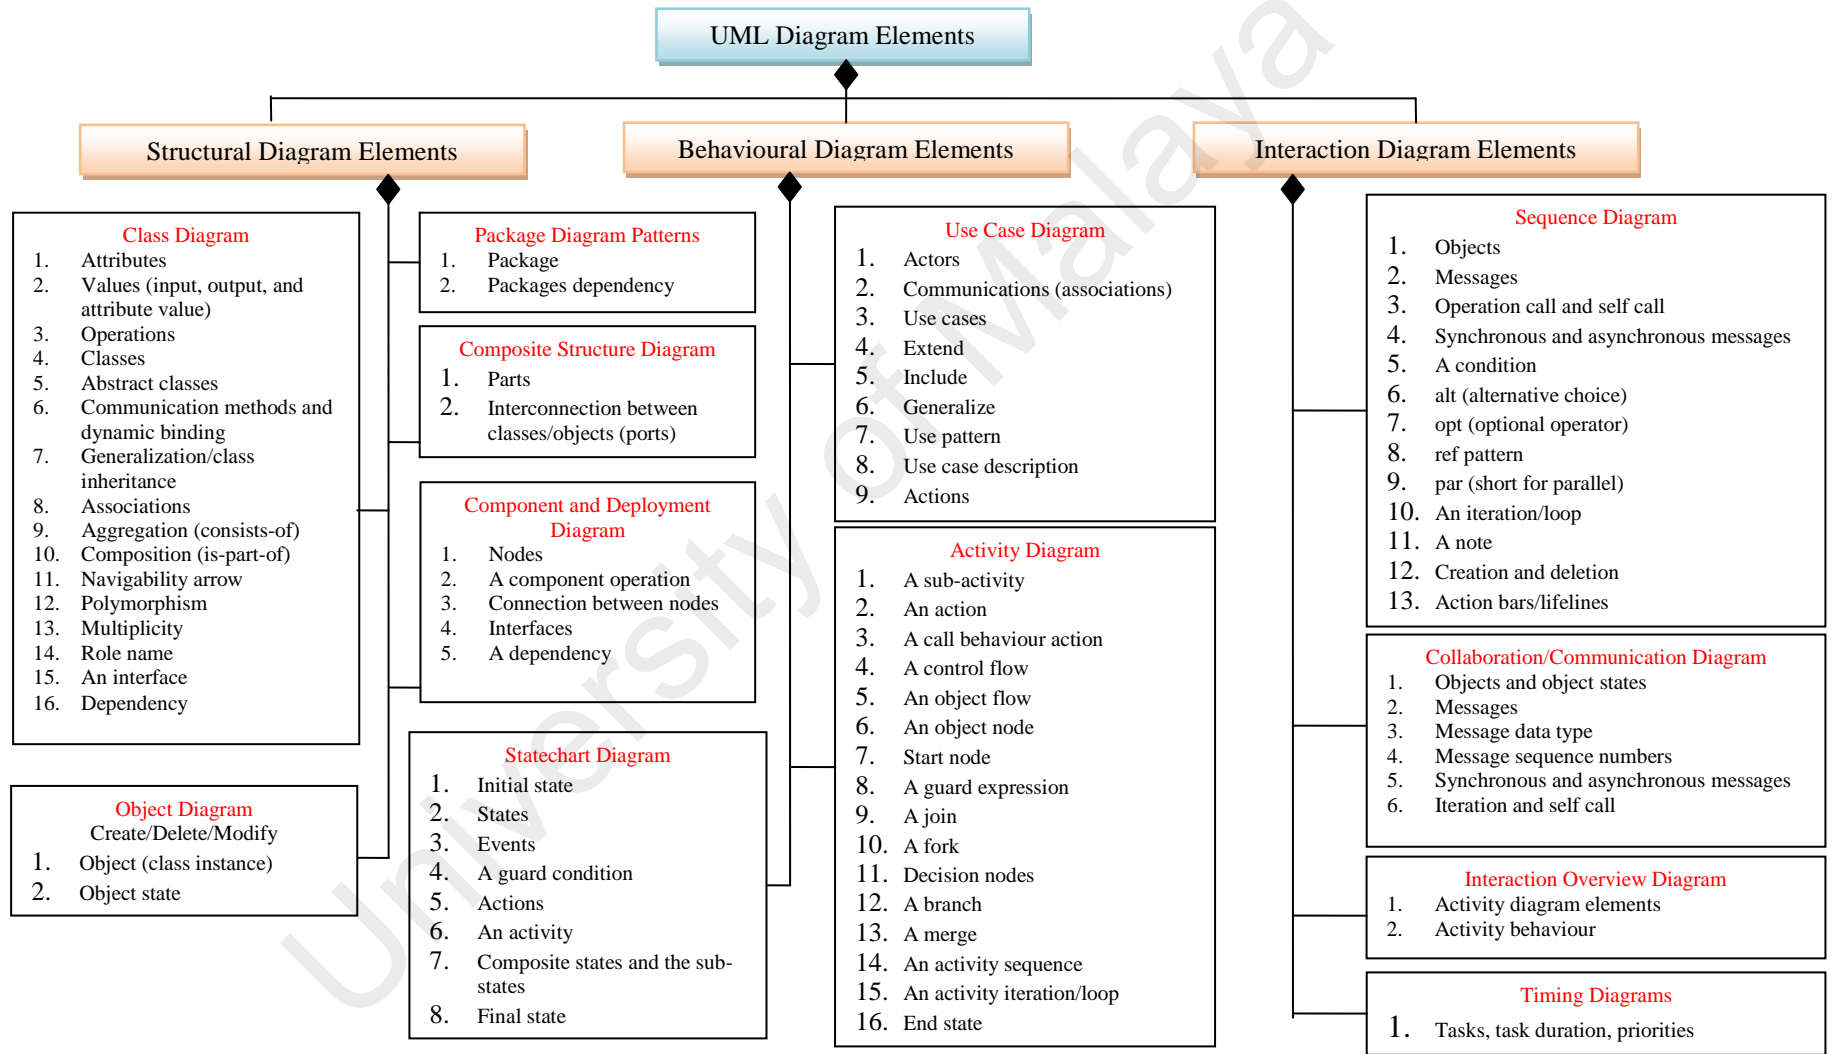 UML Diagram Elements
Structural Diagram Elements
Behavioural Diagram Elements
Interaction Diagram Elements
Class Diagram
1. Attributes
2. Values (input, output, and
attribute value)
3. Operations
4. Classes
5. Abstract classes
6. Communication methods and
dynamic binding
7. Generalization/class
inheritance
8. Associations
9. Aggregation (consists-of)
10. Composition (is-part-of)
11. Navigability arrow
12. Polymorphism
13. Multiplicity
14. Role name
15. An interface
16. Dependency
Object Diagram
Create/Delete/Modify
1. Object (class instance)
2. Object state
Package Diagram Patterns
1. Package
2. Packages dependency
Composite Structure Diagram
1. Parts
2. Interconnection between
classes/objects (ports)
Component and Deployment
Diagram
1. Nodes
2. A component operation
3. Connection between nodes
4. Interfaces
5. A dependency
Statechart Diagram
1. Initial state
2. States
3. Events
4. A guard condition
5. Actions
6. An activity
7. Composite states and the sub-
states
8. Final state
Use Case Diagram
1. Actors
2. Communications (associations)
3. Use cases
4. Extend
5. Include
6. Generalize
7. Use pattern
8. Use case description
9. Actions
Activity Diagram
1. A sub-activity
2. An action
3. A call behaviour action
4. A control flow
5. An object flow
6. An object node
7. Start node
8. A guard expression
9. A join
10. A fork
11. Decision nodes
12. A branch
13. A merge
14. An activity sequence
15. An activity iteration/loop
16. End state
Sequence Diagram
1. Objects
2. Messages
3. Operation call and self call
4. Synchronous and asynchronous messages
5. A condition
6. alt (alternative choice)
7. opt (optional operator)
8. ref pattern
9. par (short for parallel)
10. An iteration/loop
11. A note
12. Creation and deletion
13. Action bars/lifelines
Collaboration/Communication Diagram
1. Objects and object states
2. Messages
3. Message data type
4. Message sequence numbers
5. Synchronous and asynchronous messages
6. Iteration and self call
Interaction Overview Diagram
1. Activity diagram elements
2. Activity behaviour
Timing Diagrams
1. Tasks, task duration, priorities
University of Malaya